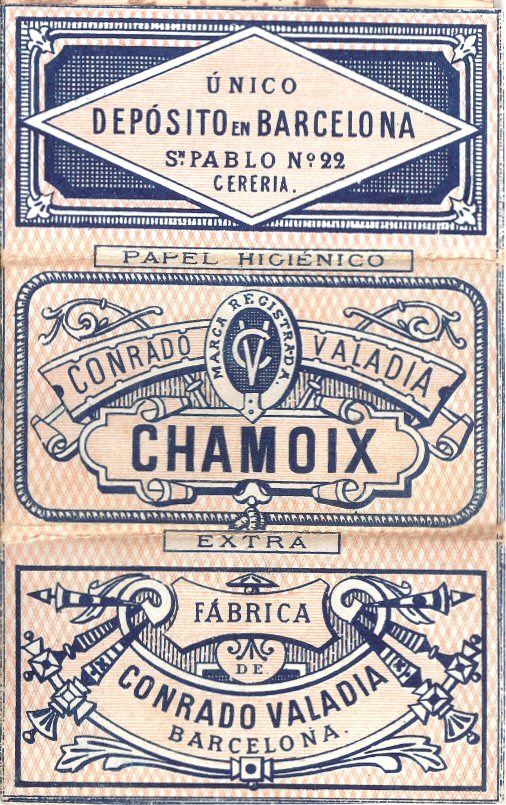 ÚNICO
DEPÓSITO EN BARCELONA
Sn. PABLO No. 22
CERERIA.
PAPEL HIGIÉNICO
MARCA REGISTRADA.
CONRADO VALADIA
CV
CHAMOIX
EXTRA
FÁBRICA
DE
CONRADO VALADIA
BARCELONA.